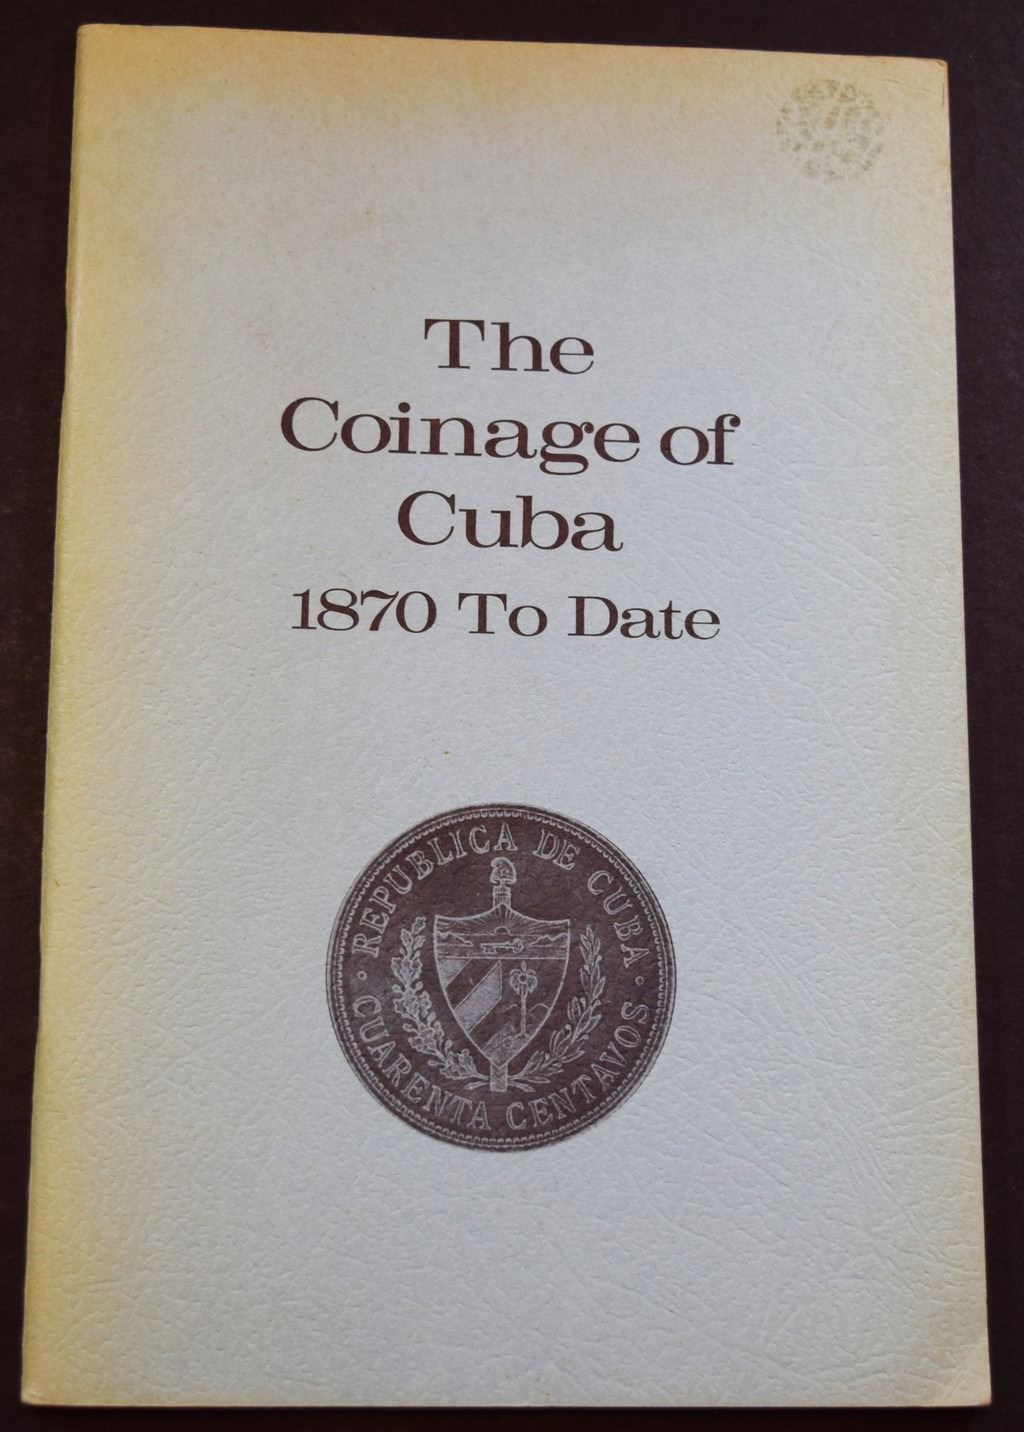 The
Coinage of
Cuba
1870 To Date
REPUBLICA DE CUBA
CUARENTA CENTAVOS